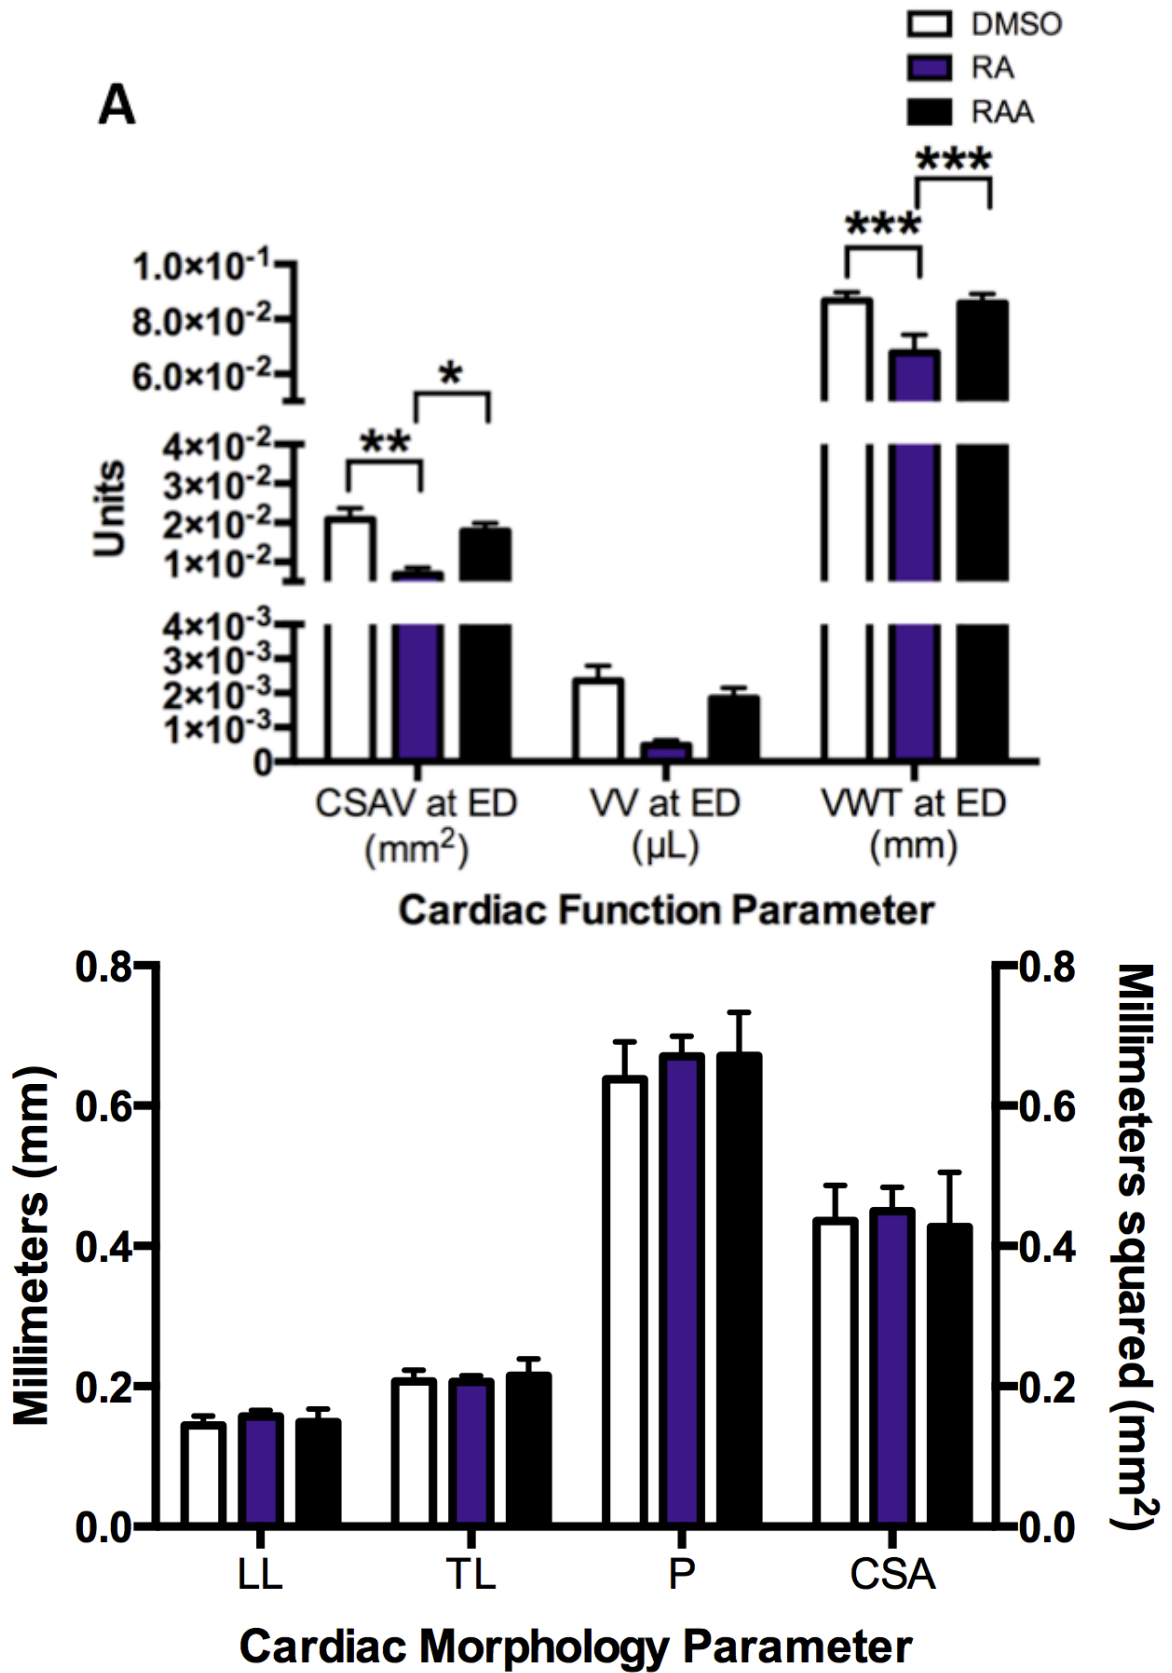 DMSO
RA
RAA
A
***
***
1.0×10-1
8.0×10-2
6.0×10-2
*
**
4×10-2
3×10-2
2×10-2
1×10-2
4×10-3
3×10-3
2×10-3
1×10-3
0
Units
CSAV at ED
(mm2)
VV at ED
(µL)
VWT at ED
(mm)
Cardiac Function Parameter
0.8
0.6
0.4
0.2
0.0
Millimeters (mm)
0.8
0.6
0.4
0.2
0.0
Millimeters squared (mm2)
LL
TL
P
CSA
Cardiac Morphology Parameter